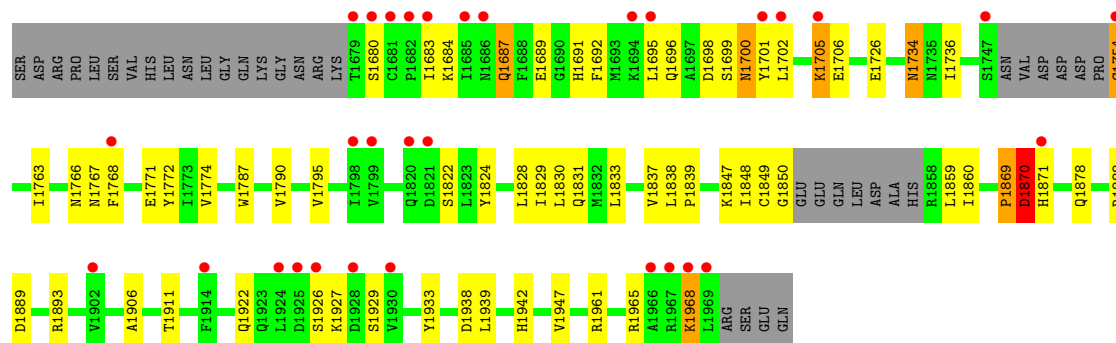 SER ASP ARG PRO LEU SER VAL HIS LEU ASN LEU GLY GLN LYS GLY ASN ARG LYS T1679 S1680 C1681 P1682 I1683 K1684 I1685 N1686 Q1687 F1688 E1689 G1690 H1691 F1692 M1693 K1694 L1695 Q1696 A1697 D1698 S1699 N1700 Y1701 L1702 K1705 E1706 E1726 N1734 N1735 I1736 S1747 ASN VAL ASP ASP ASP PRO
I1763 N1766 N1767 F1768 E1771 Y1772 I1773 V1774 W1787 V1790 V1795 I1798 V1799 Q1820 D1821 S1822 L1823 Y1824 L1828 I1829 L1830 Q1831 M1832 L1833 V1837 L1838 P1839 K1847 I1848 C1849 G1850 GLU GLU GLN LEU ASP ALA HIS R1858 L1859 I1860 P1869 D1870 H1871 Q1878
D1889 R1893 V1902 A1906 T1911 F1914 Q1922 Q1923 L1924 D1925 S1926 K1927 D1928 S1929 V1930 Y1933 D1938 L1939 H1942 V1947 R1961 R1965 A1966 R1967 K1968 L1969 ARG SER GLU GLN